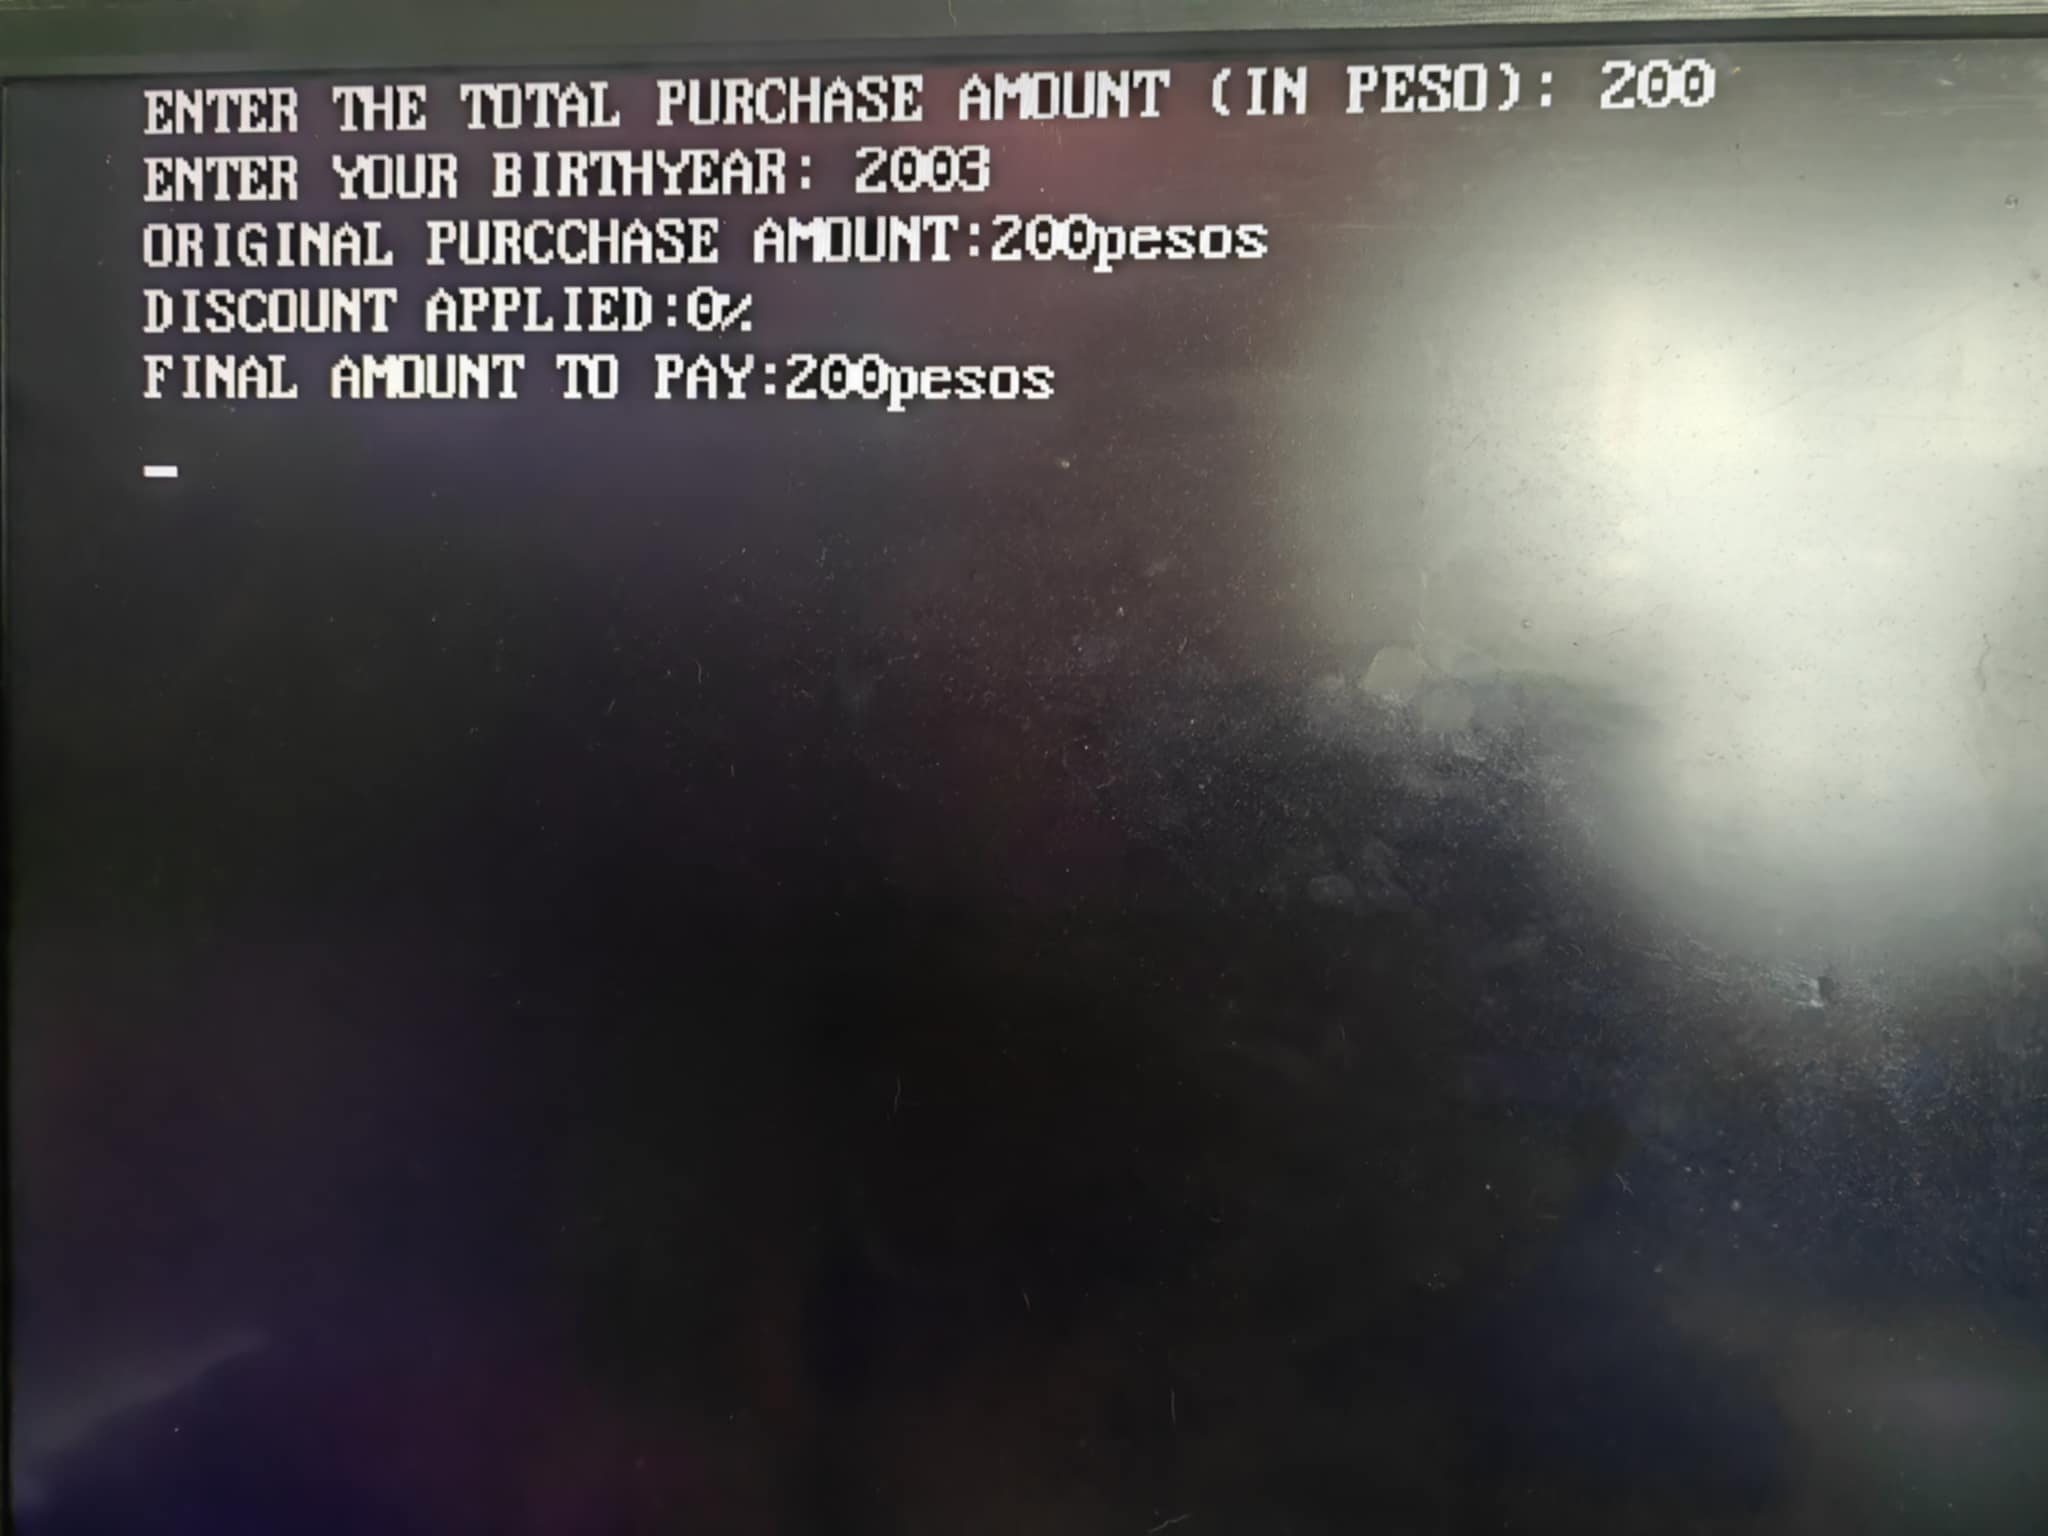 ENTER THE TOTAL PURCHASE AMOUNT (IN PESO): 200
ENTER YOUR BIRTHYEAR: 2003
ORIGINAL PURCCHASE AMOUNT:200pesos
DISCOUNT APPLIED:0%
FINAL AMOUNT TO PAY:200pesos